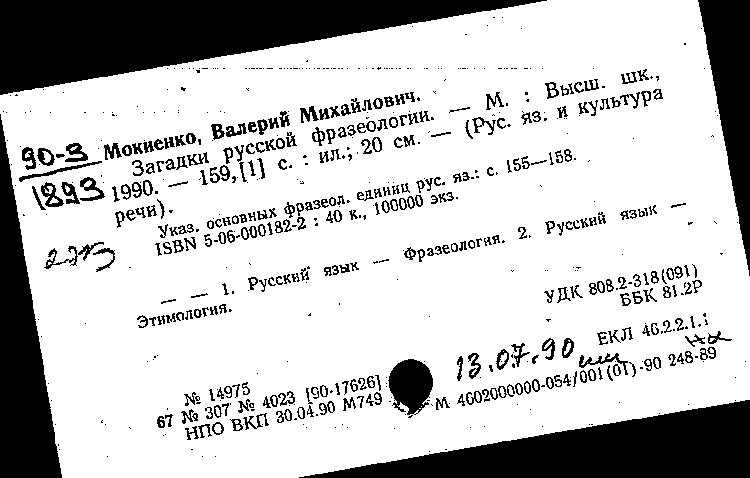 90-3 Мокиенко, Валерий Михайлович.
1893 Загадки русской фразеологии. — М. : Высш. шк.,
1990. — 159,[1] с. : ил.; 20 см. — (Рус. яз. и культура
речи).
Указ. основных фразеол. единиц рус. яз.: с. 155—158.
ISBN 5-06-000182-2 : 40 к., 100000 экз.
— — 1. Русский язык — Фразеология. 2. Русский язык —
Этимология.
УДК 808.2-318(091)
ББК 81.2Р
13.07.90 ЕКЛ 46.2.2.1.1
№ 14975
67 № 307 № 4023 [90-17626]
НПО ВКП 30.04.90 М749 М 4602000000-054/001(01)-90 248-89